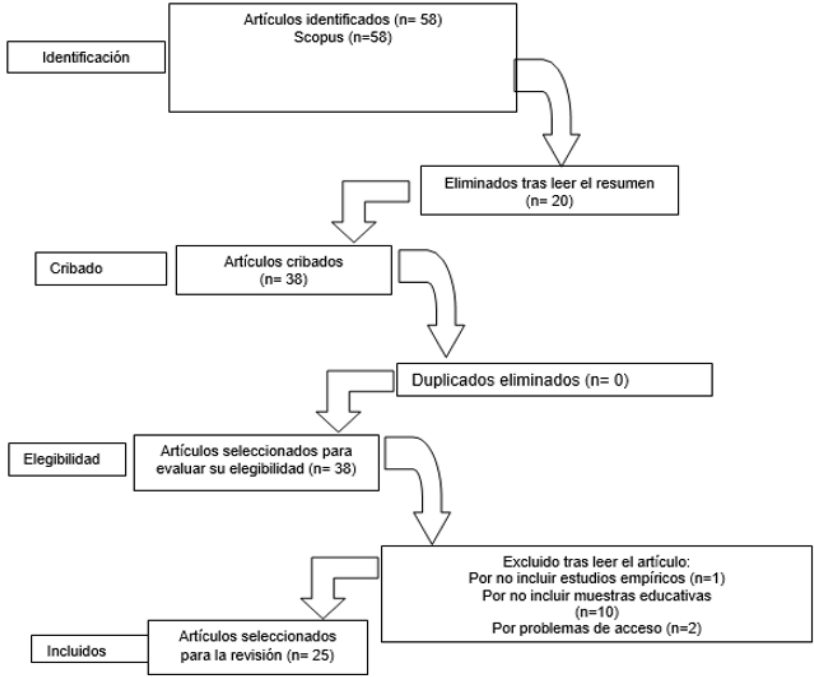 Artículos identificados (n= 58)
Scopus (n=58)
Identificación
Eliminados tras leer el resumen
(n= 20)
Cribado
Artículos cribados
(n= 38)
Duplicados eliminados (n= 0)
Elegibilidad
Artículos seleccionados para
evaluar su elegibilidad (n= 38)
Excluido tras leer el artículo:
Por no incluir estudios empíricos (n=1)
Por no incluir muestras educativas
(n=10)
Por problemas de acceso (n=2)
Incluidos
Artículos seleccionados
para la revisión (n= 25)